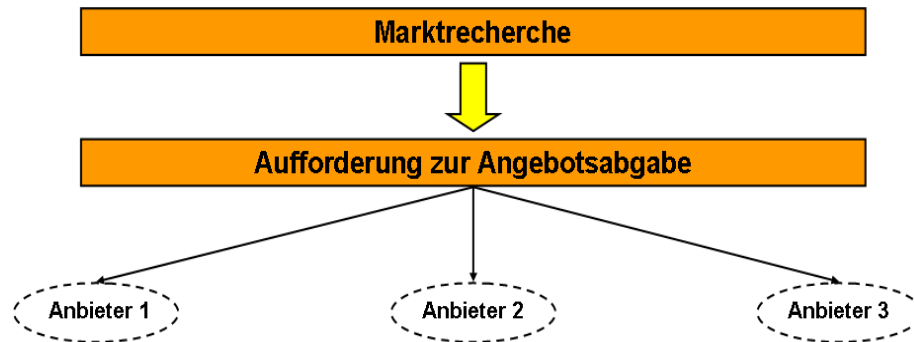 Marktrecherche
Aufforderung zur Angebotsabgabe
Anbieter 1
Anbieter 2
Anbieter 3